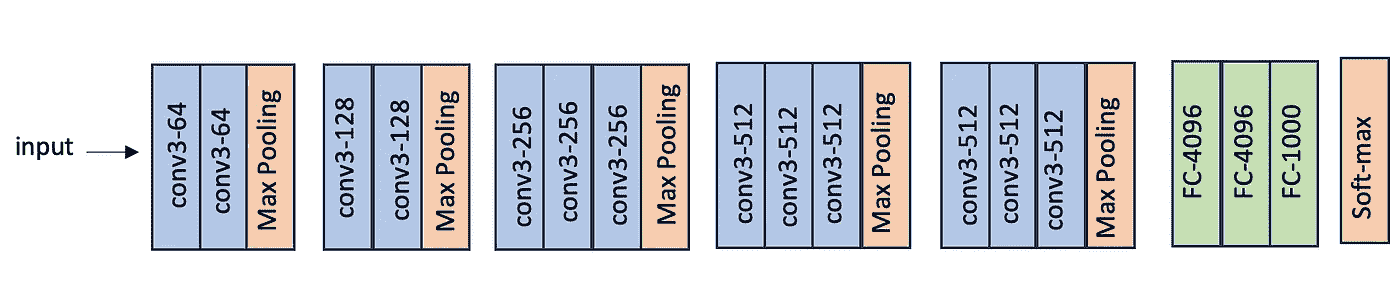 input
conv3-64
conv3-64
Max Pooling
conv3-128
conv3-128
Max Pooling
conv3-256
conv3-256
conv3-256
Max Pooling
conv3-512
conv3-512
conv3-512
Max Pooling
conv3-512
conv3-512
conv3-512
Max Pooling
FC-4096
FC-4096
FC-1000
Soft-max